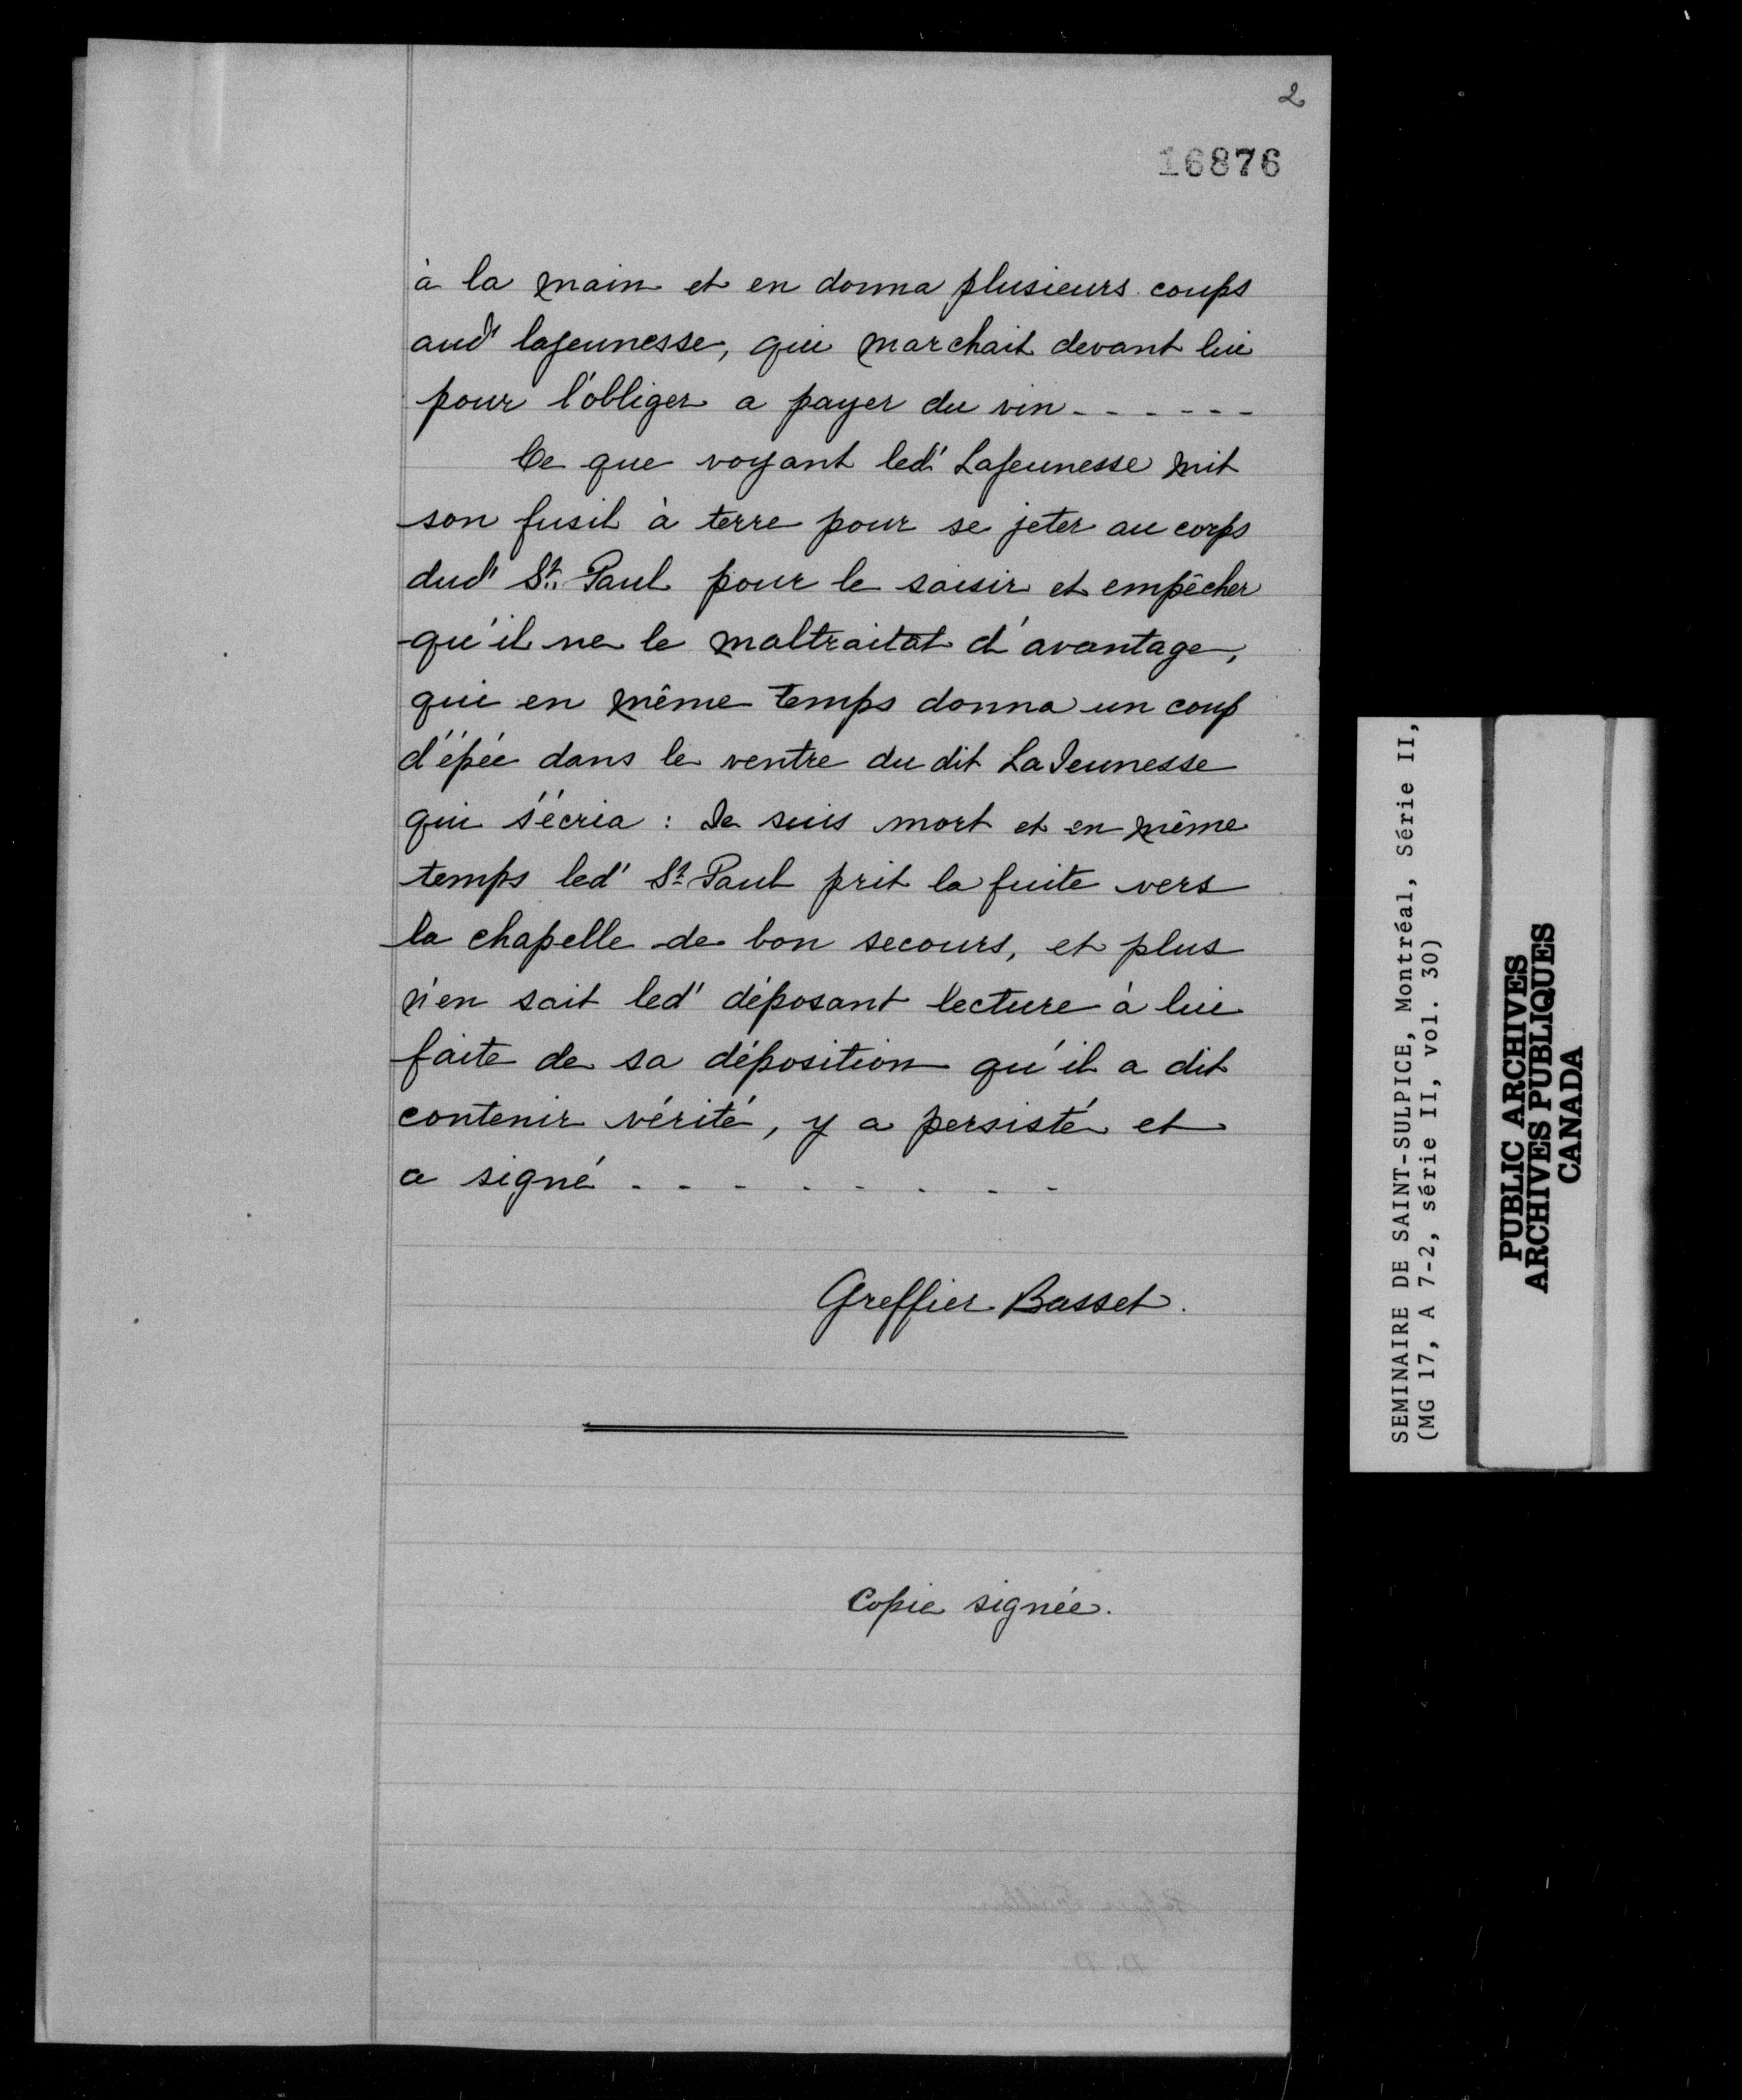 2
16876
à la main et en donna plusieurs coups
aud' lajeunesse, qui marchait devant lui
pour l'obliger a payer du vin - - - - - -
Ce que voyant led' LaJeunesse mit
son fusil à terre pour se jeter au corps
dud' St. Paul pour le saisir et empêcher
qu'il ne le maltraitât d'avantage,
qui en même temps donna un coup
d'épée dans le ventre du dit LaJeunesse
qui s'écria : Je suis mort et en même
temps led' St. Paul prit la fuite vers
la chapelle de bon secours, et plus
n'en sait led' déposant lecture à lui
faite de sa déposition qu'il a dit
contenir vérité, y a persisté et
a signé - - - - - - - -
Greffier Basset.
Copie signée.
SEMINAIRE DE SAINT-SULPICE, Montréal, Série II,
(MG 17, A 7-2, série II, vol. 30)
PUBLIC ARCHIVES
ARCHIVES PUBLIQUES
CANADA